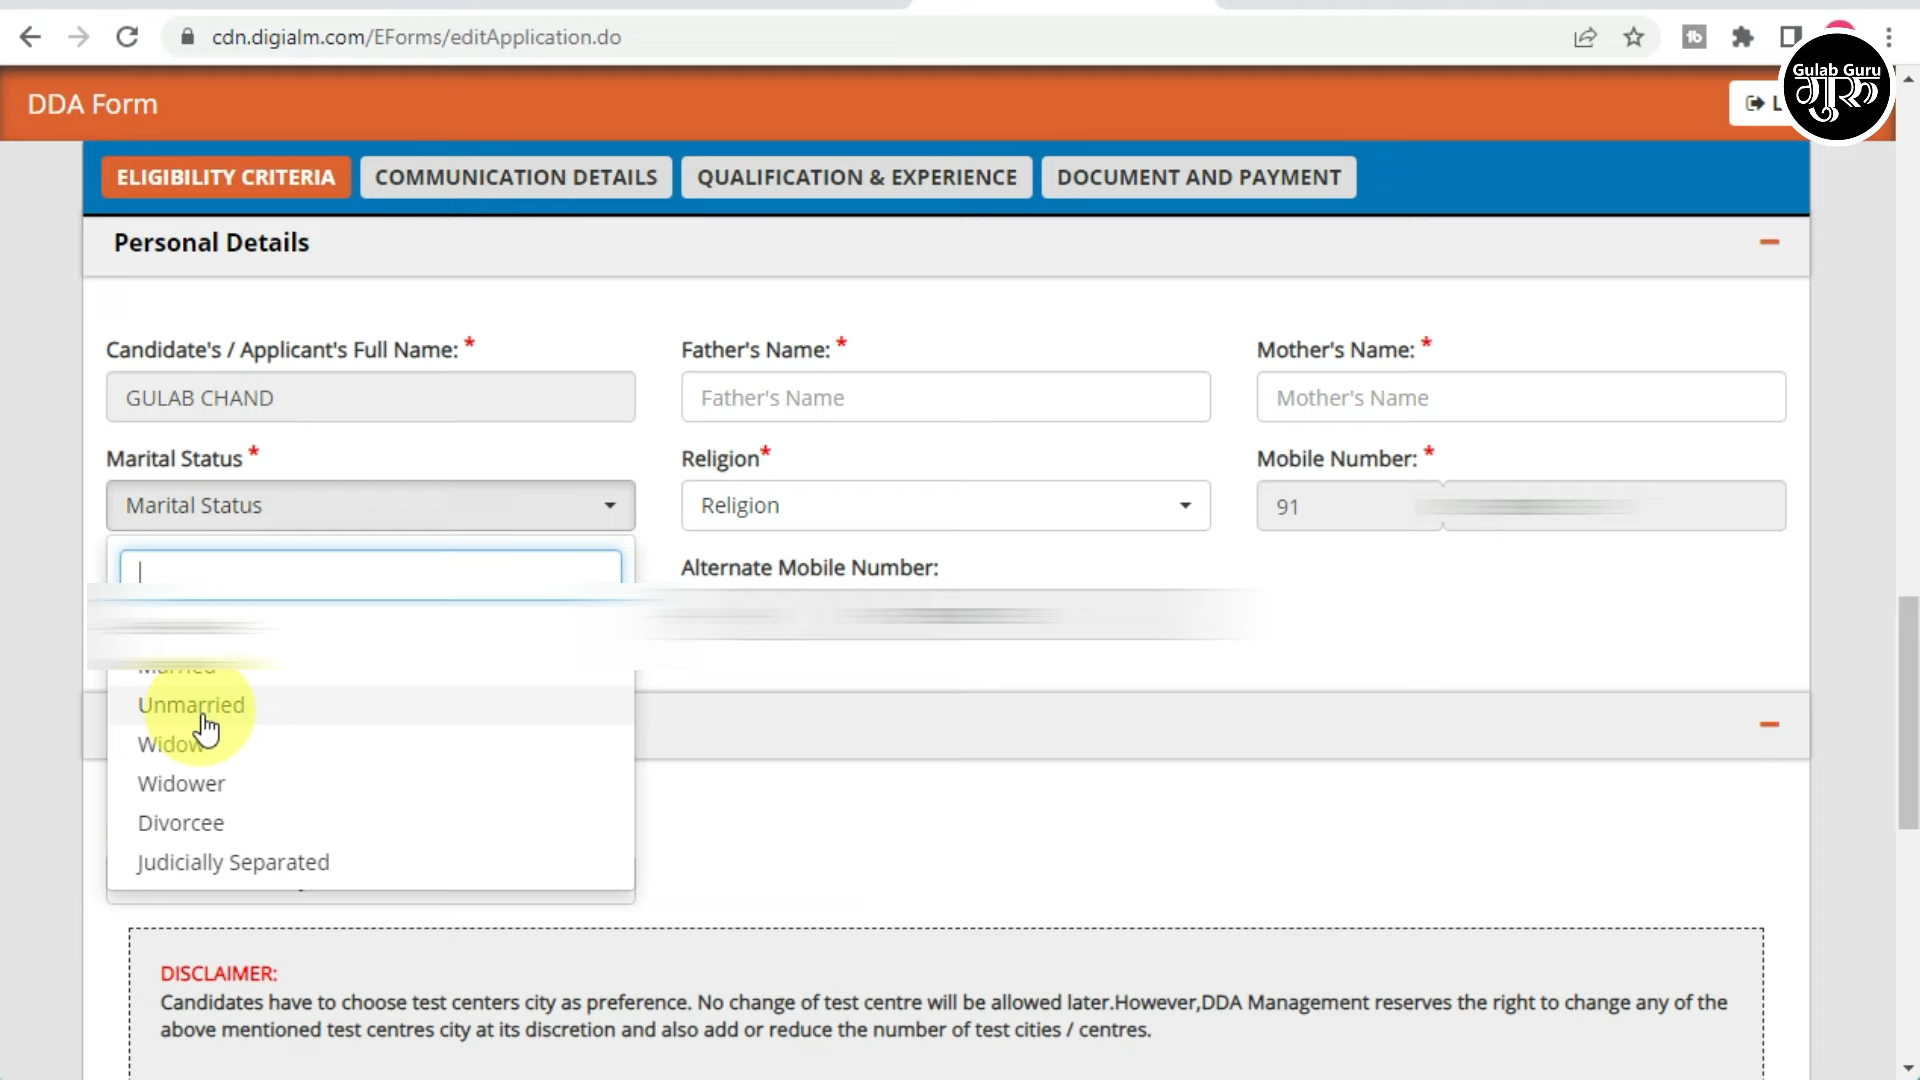 cdn.digialm.com/EForms/editApplication.do
Gulab Guru
गुरु
DDA Form
L
ELIGIBILITY CRITERIA
COMMUNICATION DETAILS
QUALIFICATION & EXPERIENCE
DOCUMENT AND PAYMENT
Personal Details
Candidate's / Applicant's Full Name: *
Father's Name: *
Mother's Name: *
GULAB CHAND
Father's Name
Mother's Name
Marital Status *
Religion*
Mobile Number: *
Marital Status
Religion
91
Alternate Mobile Number:
Married
Unmarried
Widow
Widower
Divorcee
Judicially Separated
DISCLAIMER:
Candidates have to choose test centers city as preference. No change of test centre will be allowed later.However,DDA Management reserves the right to change any of the
above mentioned test centres city at its discretion and also add or reduce the number of test cities / centres.